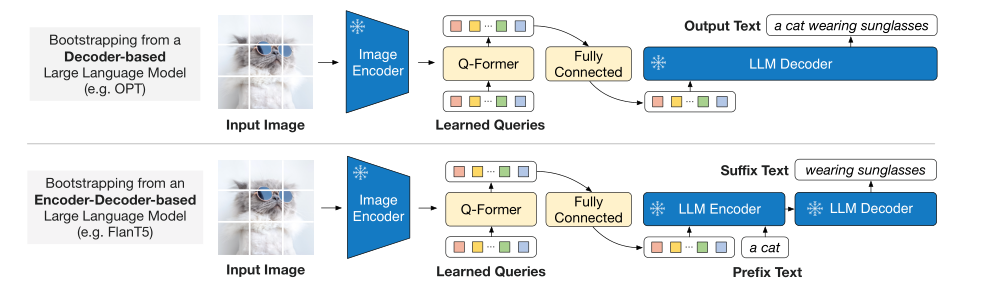 Bootstrapping from a
Decoder-based
Large Language Model
(e.g. OPT)
Input Image
Image
Encoder
Q-Former
Learned Queries
Fully
Connected
Output Text
a cat wearing sunglasses
LLM Decoder
Bootstrapping from an
Encoder-Decoder-based
Large Language Model
(e.g. FlanT5)
Input Image
Image
Encoder
Q-Former
Learned Queries
Fully
Connected
Suffix Text
wearing sunglasses
LLM Encoder
LLM Decoder
a cat
Prefix Text